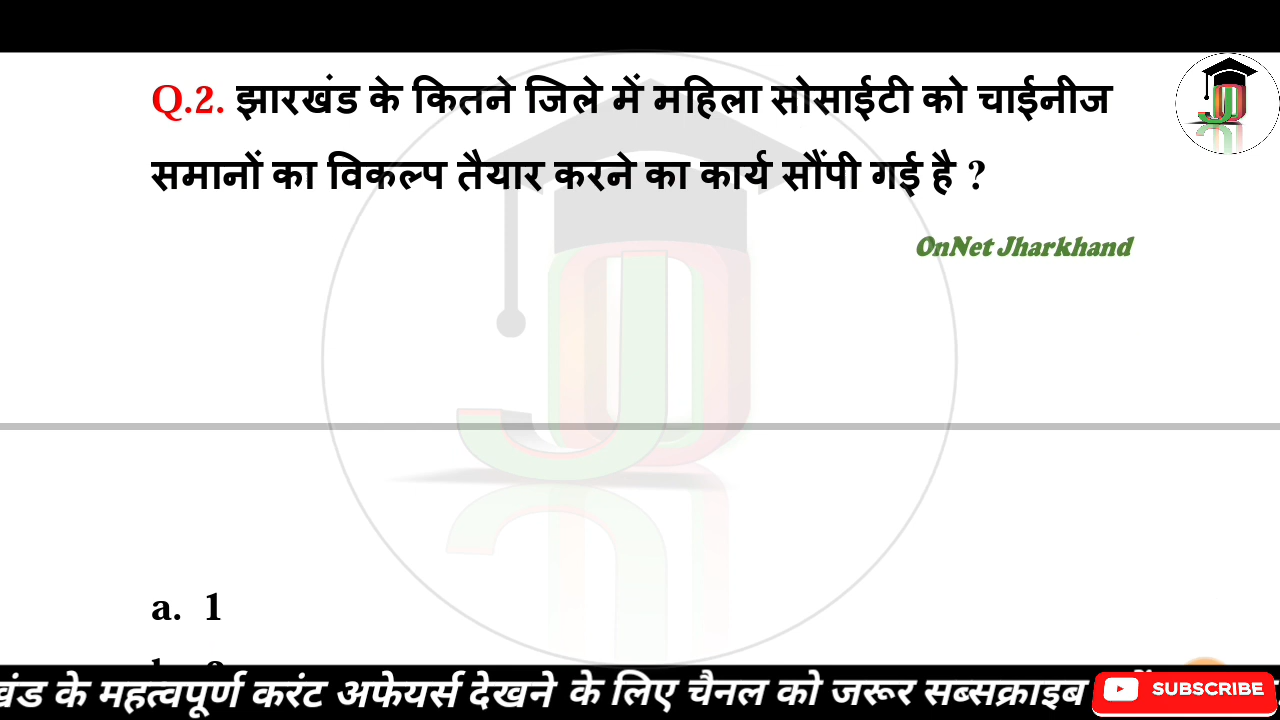 Q.2. झारखंड के कितने जिले में महिला सोसाईटी को चाईनीज
समानों का विकल्प तैयार करने का कार्य सौंपी गई है ?
OnNet Jharkhand
a. 1
खंड के महत्वपूर्ण करंट अफेयर्स देखने के लिए चैनल को जरूर सब्सक्राइब
SUBSCRIBE